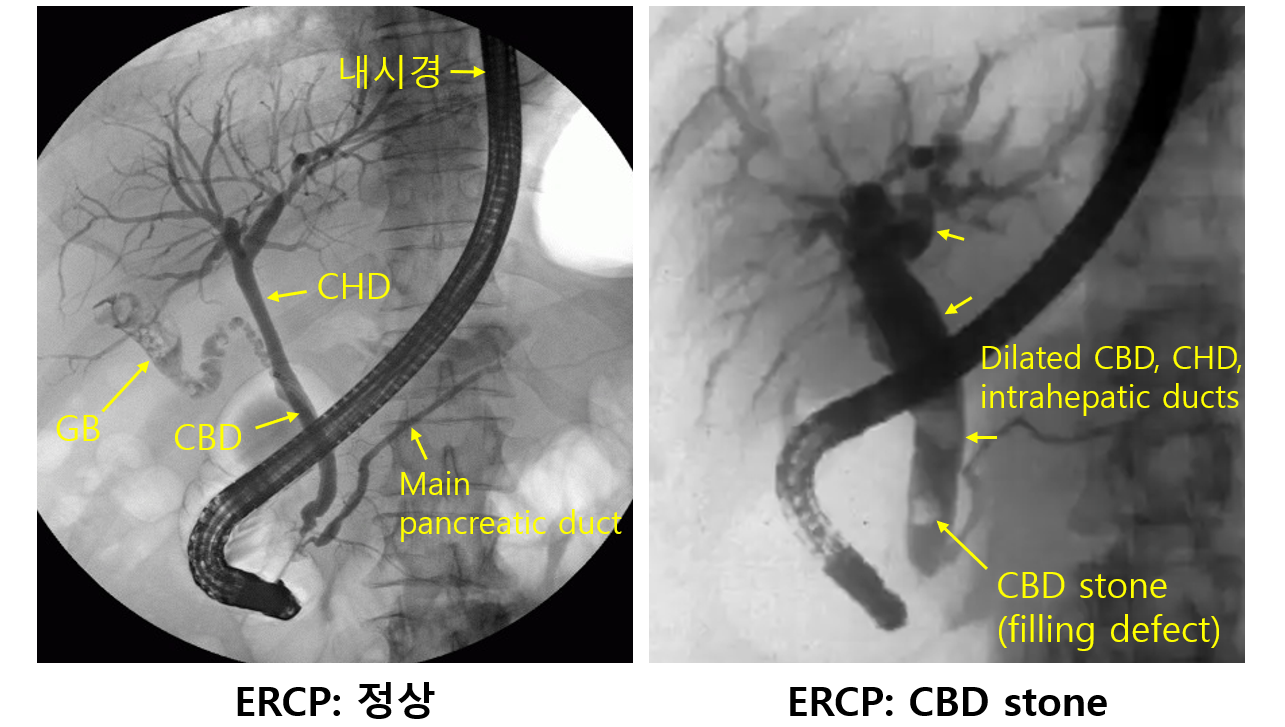 내시경
CHD
GB
CBD
Main
pancreatic duct
ERCP: 정상
Dilated CBD, CHD,
intrahepatic ducts
CBD stone
(filling defect)
ERCP: CBD stone